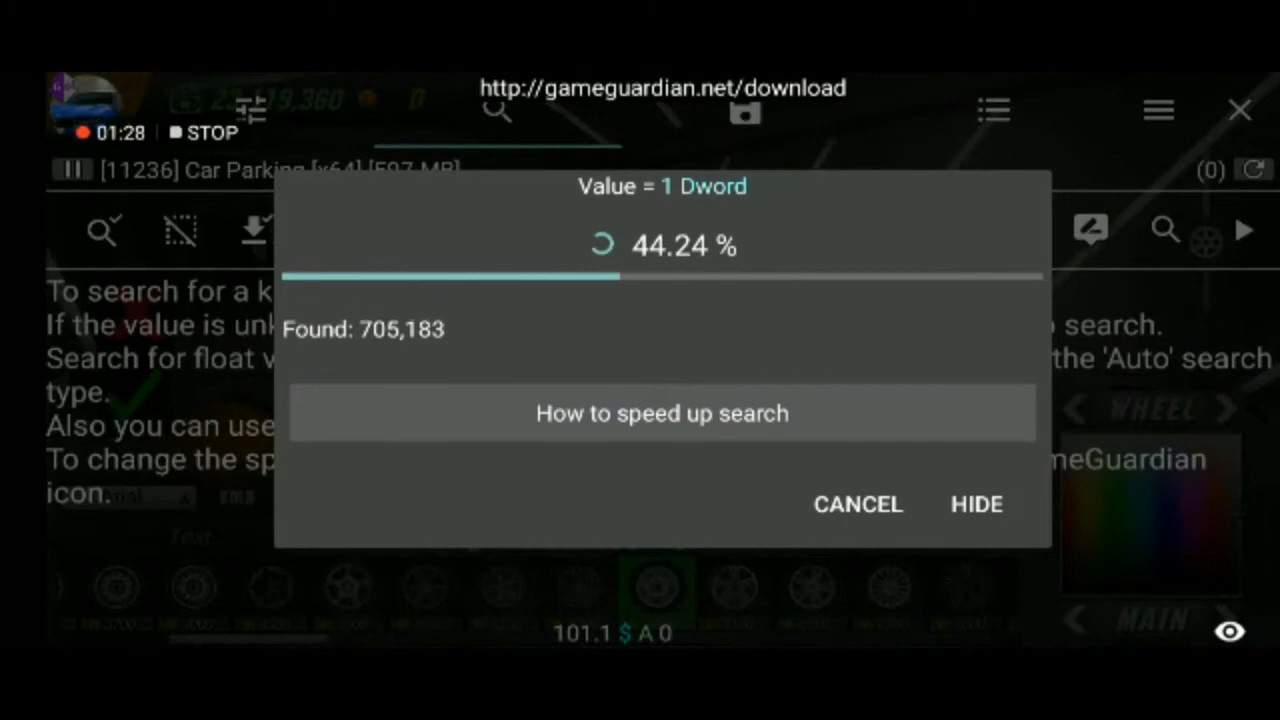 http://gameguardian.net/download
01:28 STOP
[11236] Car Parking [x64]
(0)
Value = 1 Dword
44.24 %
To search for a k
If the value is unk
search.
Search for float v
the 'Auto' search
type.
Found: 705,183
Also you can use
How to speed up search
WHEEL
To change the sp
meGuardian
icon.
CANCEL HIDE
MAIN
101.1 $ A 0